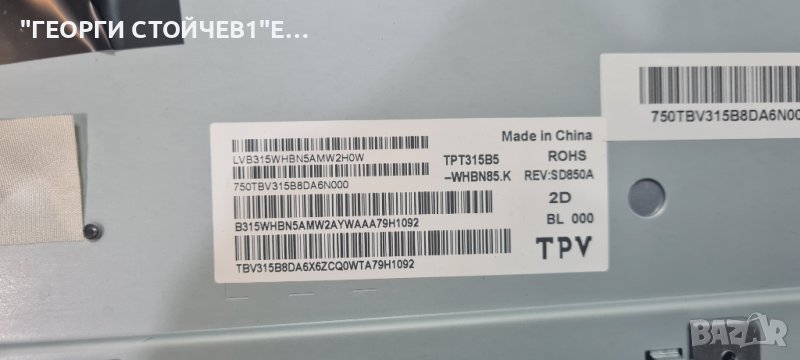 "ГЕОРГИ СТОЙЧЕВ1"Е...
750TBV315B8DA6N00
Made in China
LVB315WHBN5AMW2H0W
TPT315B5
ROHS
-WHBN85.K
REV:SD850A
750TBV315B8DA6N000
2D
B315WHBN5AMW2AYWAAA79H1092
BL 000
TBV315B8DA6X6ZCQ0WTA79H1092
TPV
BAZAR